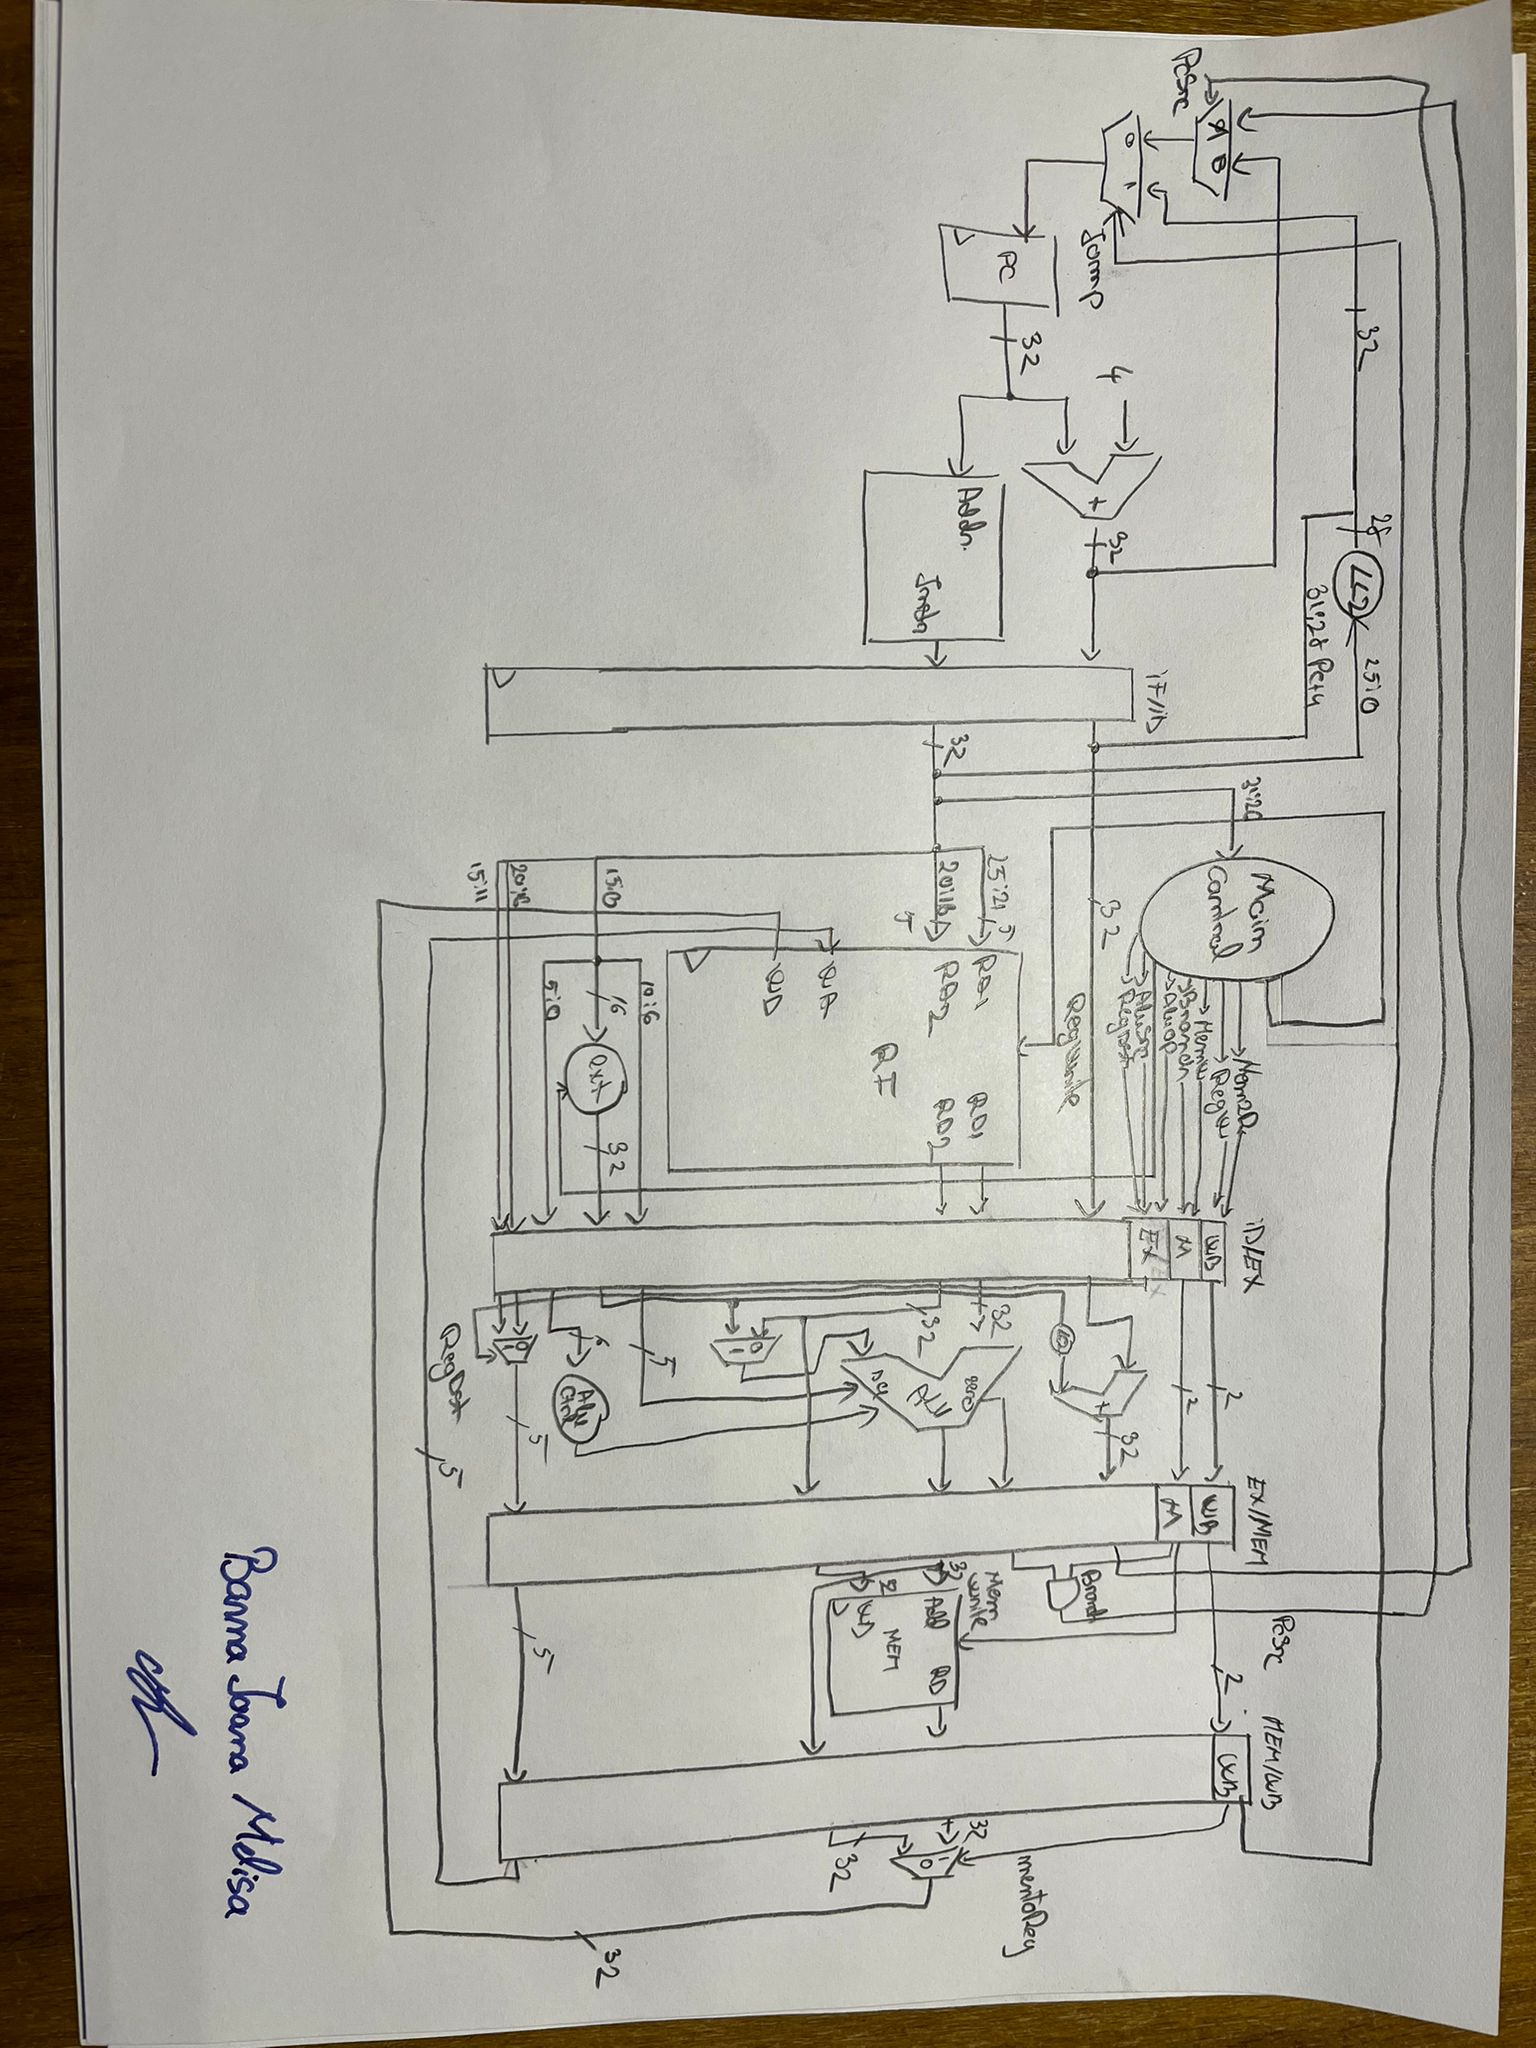 32
28
<<2
25:0
31:28 Pc+4
Main
Control
31:26
Mem2R
RegW
MemW
Branch
AluOp
AluSrc
RegDst
iD/EX
WB
M
EX
2
2
EX/MEM
WB
M
PcSrc
MEM/WB
2
WB
A B
PcSrc
0 1
Jump
4
+
32
iF/iD
32
RegWrite
+
32
Branch
PC
32
Addr.
Instr
32
25:21
5
RA1
RD1
20:16
5
RA2
RD2
RF
WA
WD
32
32
zero
ALU
Mem
write
32
Add
RD
MEM
32
WD
32
memtoReg
0
32
0
1
10:6
5
15:0
16
ext
32
5:0
6
Alu
Ctrl
20:16
15:11
0
1
5
5
RegDst
5
32
Barna Ioana Melisa